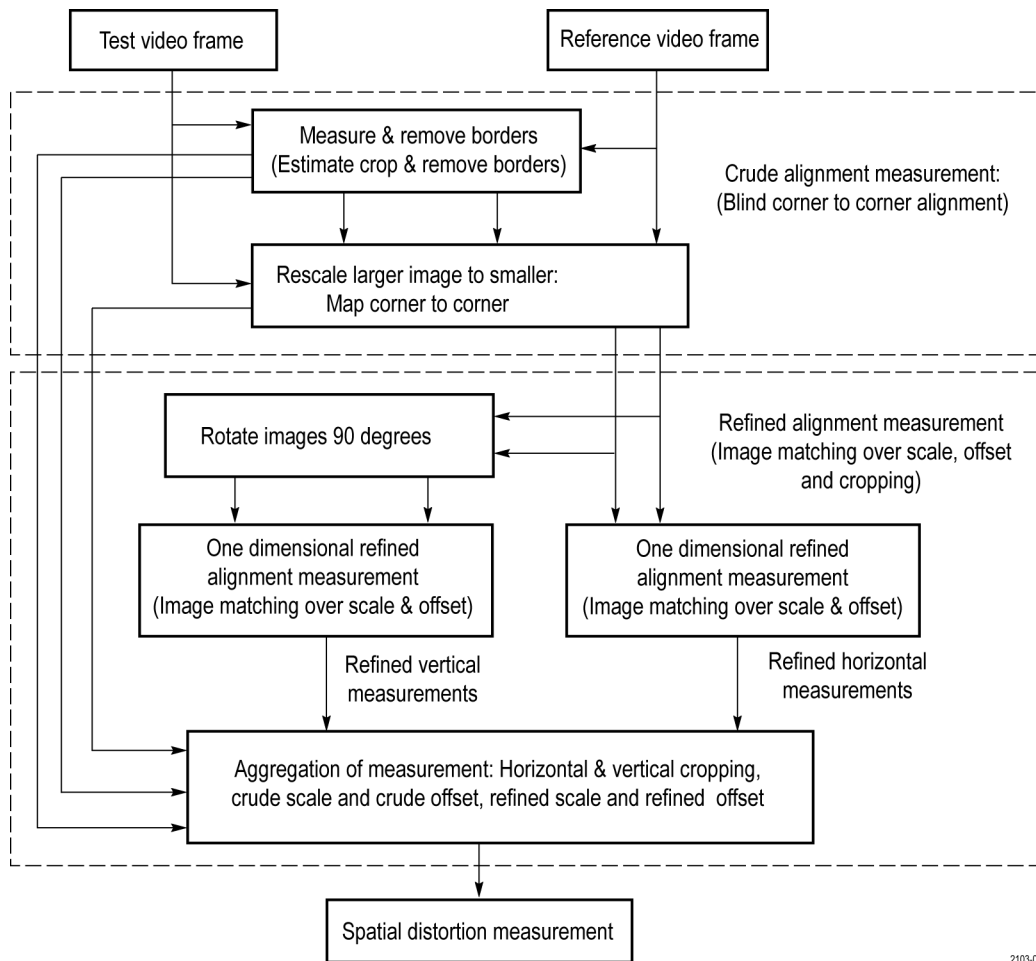 Test video frame
Reference video frame
Measure & remove borders
(Estimate crop & remove borders)
Crude alignment measurement:
(Blind corner to corner alignment)
Rescale larger image to smaller:
Map corner to corner
Rotate images 90 degrees
Refined alignment measurement
(Image matching over scale, offset
and cropping)
One dimensional refined
alignment measurement
(Image matching over scale & offset)
One dimensional refined
alignment measurement
(Image matching over scale & offset)
Refined vertical
measurements
Refined horizontal
measurements
Aggregation of measurement: Horizontal & vertical cropping,
crude scale and crude offset, refined scale and refined offset
Spatial distortion measurement